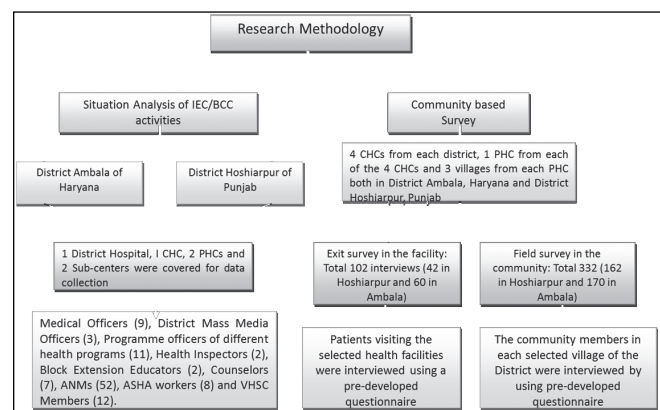 Research Methodology
Situation Analysis of IEC/BCC
activities
Community based
Survey
District Ambala of
Haryana
District Hoshiarpur of
Punjab
4 CHCs from each district, 1 PHC from each
of the 4 CHCs and 3 villages from each PHC
both in District Ambala, Haryana and District
Hoshiarpur, Punjab
1 District Hospital, I CHC, 2 PHCs and
2 Sub-centers were covered for data
collection
Exit survey in the facility:
Total 102 interviews (42 in
Hoshiarpur and 60 in
Ambala)
Field survey in the
community: Total 332 (162
in Hoshiarpur and 170 in
Ambala)
Medical Officers (9), District Mass Media
Officers (3), Programme officers of different
health programs (11), Health Inspectors (2),
Block Extension Educators (2), Counselors
(7), ANMs (52), ASHA workers (8) and VHSC
Members (12).
Patients visiting the
selected health facilities
were interviewed using a
pre-developed
questionnaire
The community members in
each selected village of the
District were interviewed by
using pre-developed
questionnaire